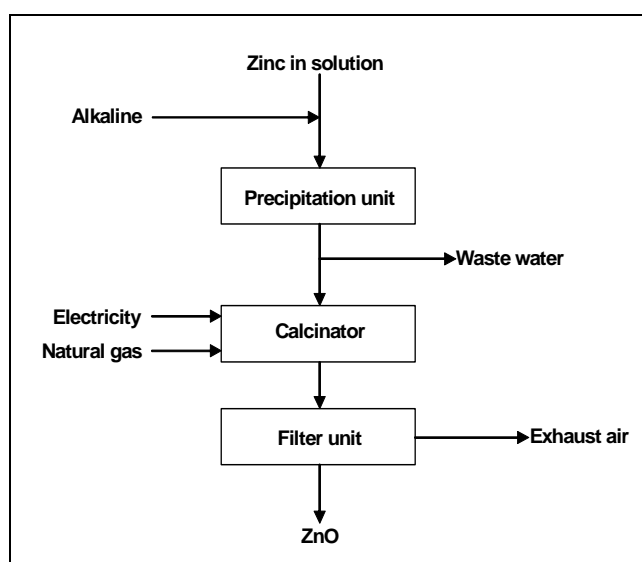 Zinc in solution
Alkaline
Precipitation unit
Waste water
Electricity
Calcinator
Natural gas
Filter unit
Exhaust air
ZnO